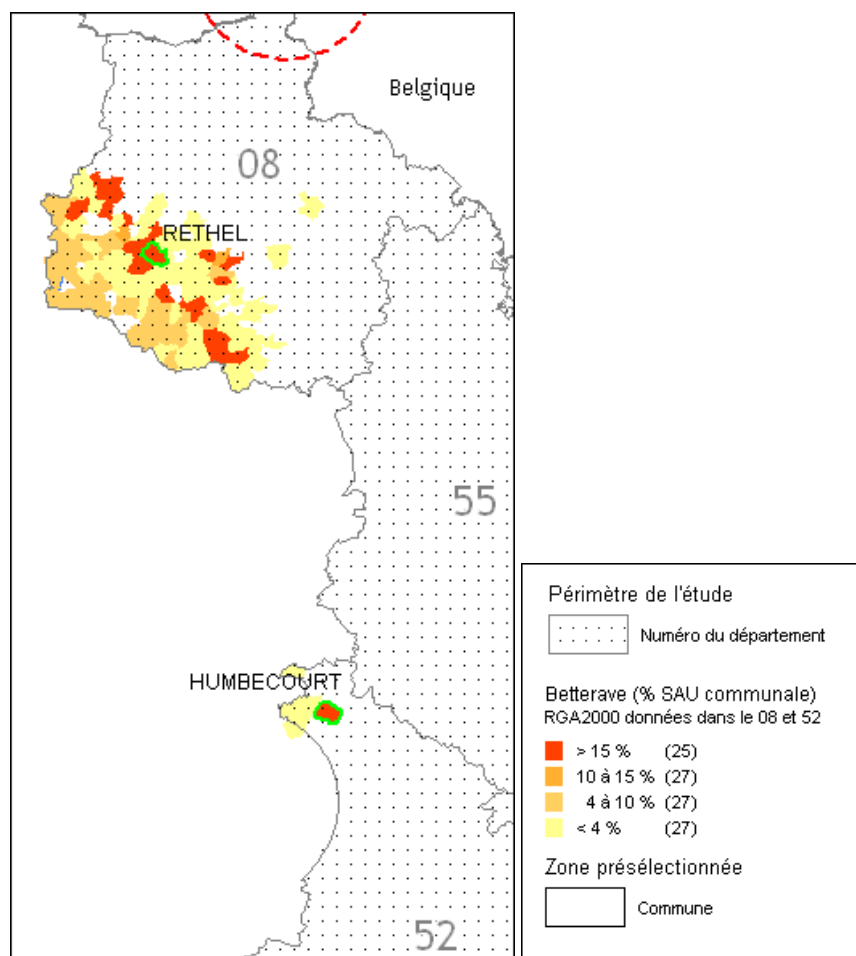 Belgique
08
RETHEL
55
HUMBECOURT
52
Périmètre de l'étude
Numéro du département
Betterave (% SAU communale)
RGA2000 données dans le 08 et 52
> 15 % (25)
10 à 15 % (27)
4 à 10 % (27)
< 4 % (27)
Zone présélectionnée
Commune